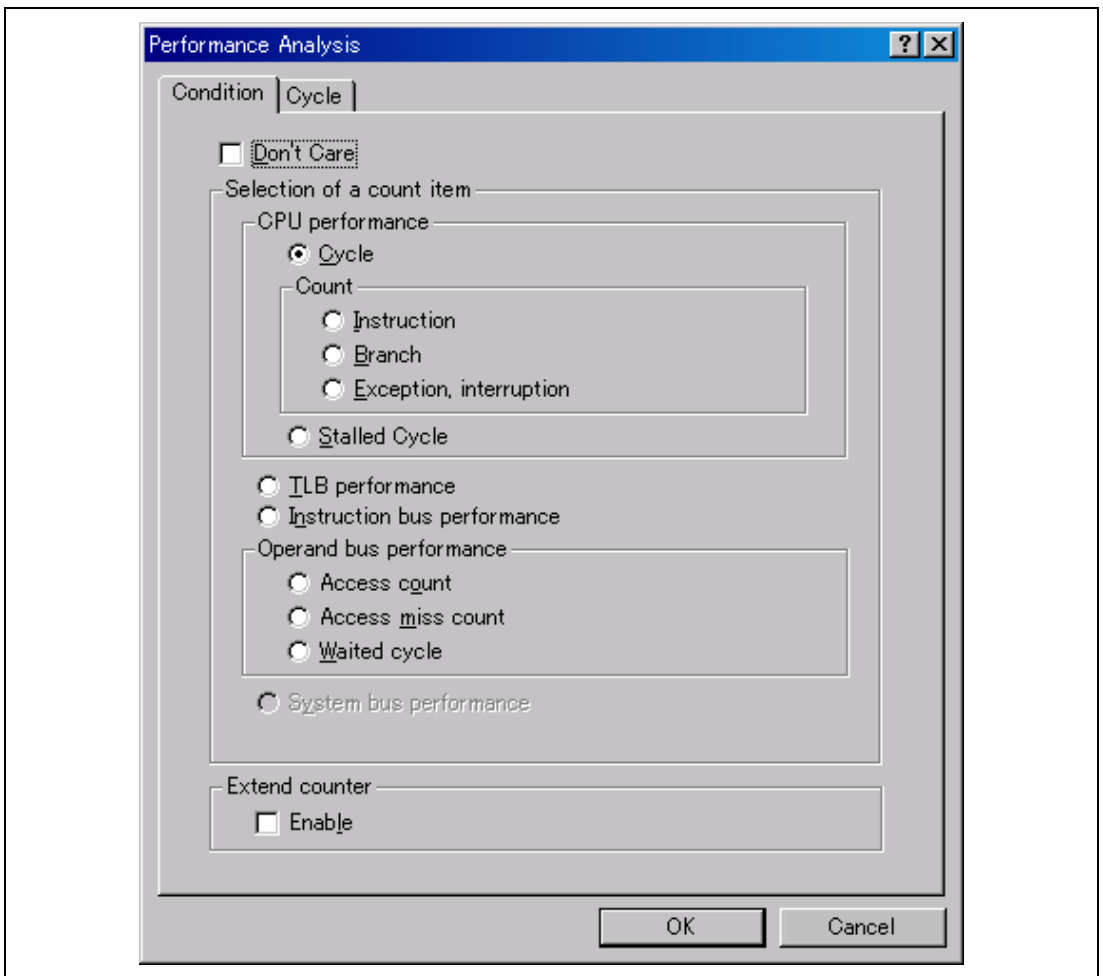 Performance Analysis
Condition Cycle
Don't Care
Selection of a count item
CPU performance
Cycle
Count
Instruction
Branch
Exception, interruption
Stalled Cycle
TLB performance
Instruction bus performance
Operand bus performance
Access count
Access miss count
Waited cycle
System bus performance
Extend counter
Enable
OK Cancel